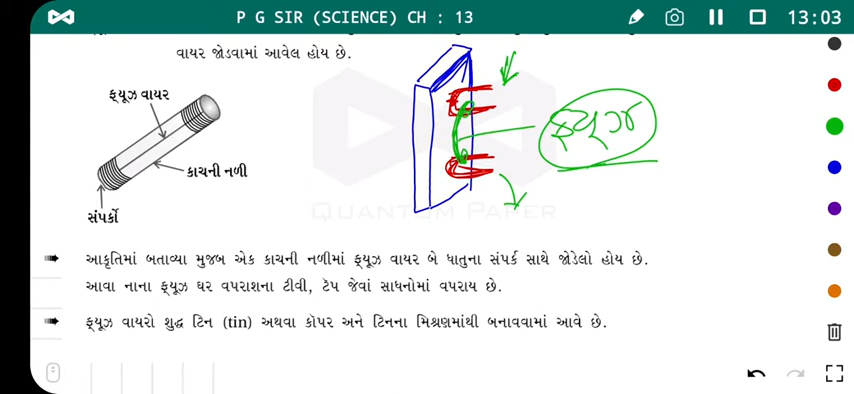 P G SIR (SCIENCE) CH : 13
13:03
વાયર જોડવામાં આવેલ હોય છે.
ફ્યૂઝ વાયર
કાચની નળી
સંપર્કો
ફ્યૂઝ
QUANTUM PAPER
આકૃતિમાં બતાવ્યા મુજબ એક કાચની નળીમાં ફ્યૂઝ વાયર બે ધાતુના સંપર્ક સાથે જોડેલો હોય છે.
આવા નાના ફ્યૂઝ ઘર વપરાશના ટીવી, ટૅપ જેવાં સાધનોમાં વપરાય છે.
ફ્યૂઝ વાયરો શુદ્ધ ટિન (tin) અથવા કૉપર અને ટિનના મિશ્રણમાંથી બનાવવામાં આવે છે.